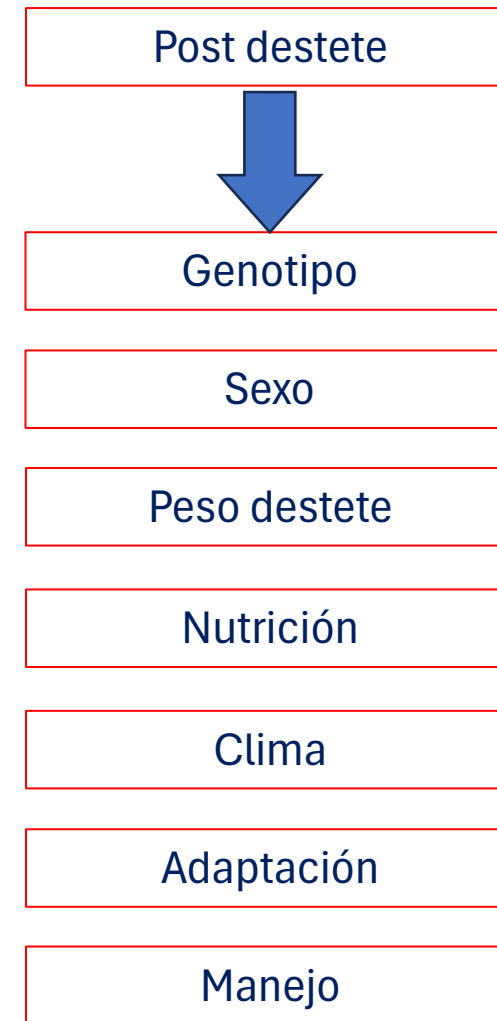 Post destete
Genotipo
Sexo
Peso destete
Nutrición
Clima
Adaptación
Manejo